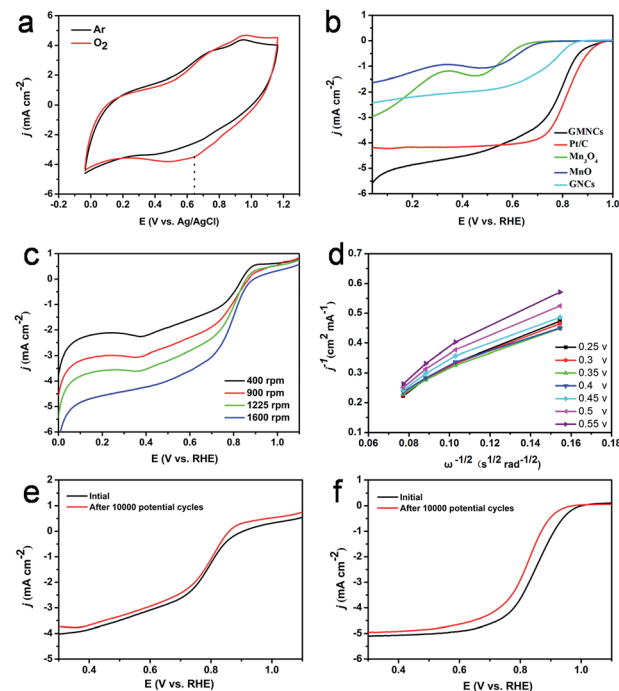 a
Ar
O2
j (mA cm-2)
6
4
2
0
-2
-4
-6
-0.2 0.0 0.2 0.4 0.6 0.8 1.0 1.2
E (V vs. Ag/AgCl)
b
j (mA cm-2)
1
0
-1
-2
-3
-4
-5
-6
GMNCs
Pt/C
Mn3O4
MnO
GNCs
0.2 0.4 0.6 0.8 1.0
E (V vs. RHE)
c
j (mA cm-2)
2
1
0
-1
-2
-3
-4
-5
-6
400 rpm
900 rpm
1225 rpm
1600 rpm
0.0 0.2 0.4 0.6 0.8 1.0
E (V vs. RHE)
d
j-1(cm2 mA-1)
0.7
0.6
0.5
0.4
0.3
0.2
0.1
0.25 v
0.3 v
0.35 v
0.4 v
0.45 v
0.5 v
0.55 v
0.06 0.08 0.10 0.12 0.14 0.16 0.18
ω-1/2 (s1/2 rad-1/2)
e
Intial
After 10000 potential cycles
j (mA cm-2)
2
1
0
-1
-2
-3
-4
-5
0.4 0.6 0.8 1.0
E (V vs. RHE)
f
Intial
After 10000 potential cycles
j (mA cm-2)
1
0
-1
-2
-3
-4
-5
-6
0.4 0.6 0.8 1.0
E (V vs. RHE)